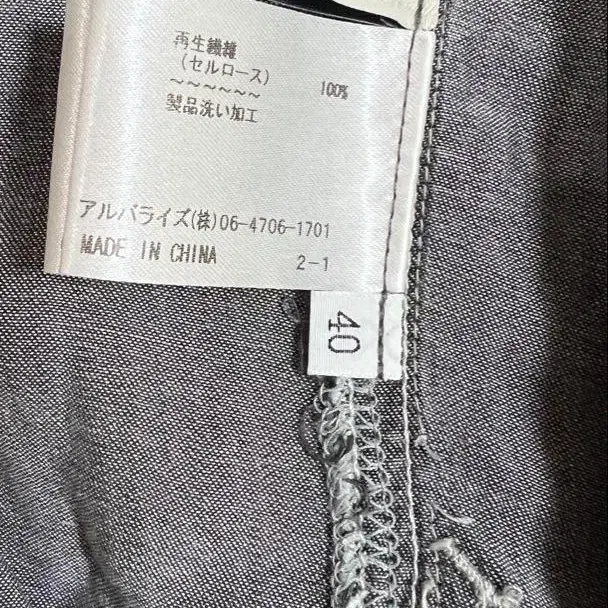 再生繊維
(セルロース) 100%
~~~~~~
製品洗い加工
アルバライズ(株)06-4706-1701
MADE IN CHINA 2-1
40